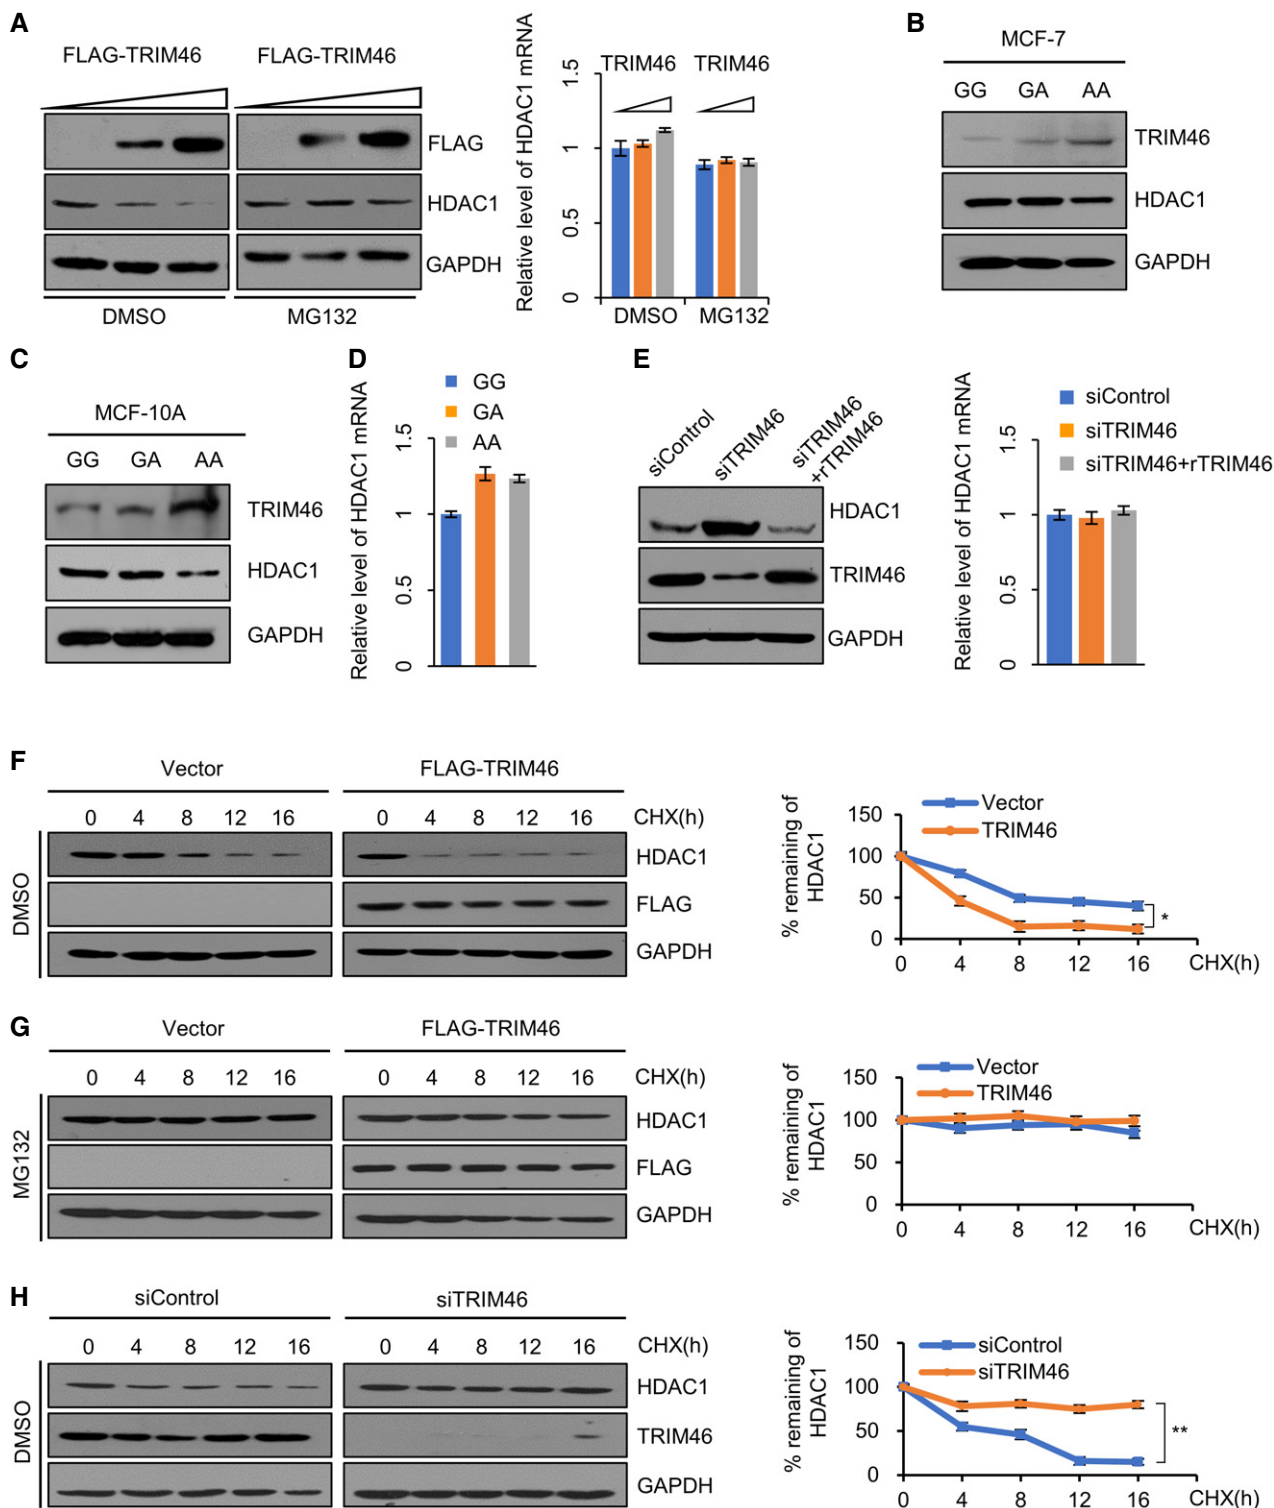 A
FLAG-TRIM46 FLAG-TRIM46
FLAG
HDAC1
GAPDH
DMSO MG132
Relative level of HDAC1 mRNA
1.5
1
0.5
0
TRIM46 TRIM46
DMSO MG132
B
MCF-7
GG GA AA
TRIM46
HDAC1
GAPDH
C
MCF-10A
GG GA AA
TRIM46
HDAC1
GAPDH
D
GG
GA
AA
Relative level of HDAC1 mRNA
1.5
1
0.5
0
E
siControl
siTRIM46
siTRIM46
+rTRIM46
HDAC1
TRIM46
GAPDH
siControl
siTRIM46
siTRIM46+rTRIM46
Relative level of HDAC1 mRNA
1.5
1
0.5
0
F
Vector FLAG-TRIM46
0 4 8 12 16 0 4 8 12 16 CHX(h)
DMSO
HDAC1
FLAG
GAPDH
Vector
TRIM46
% remaining of
HDAC1
150
100
50
0
*
0 4 8 12 16 CHX(h)
G
Vector FLAG-TRIM46
0 4 8 12 16 0 4 8 12 16 CHX(h)
MG132
HDAC1
FLAG
GAPDH
Vector
TRIM46
% remaining of
HDAC1
150
100
50
0
0 4 8 12 16 CHX(h)
H
siControl siTRIM46
0 4 8 12 16 0 4 8 12 16 CHX(h)
DMSO
HDAC1
TRIM46
GAPDH
siControl
siTRIM46
% remaining of
HDAC1
150
100
50
0
**
0 4 8 12 16 CHX(h)